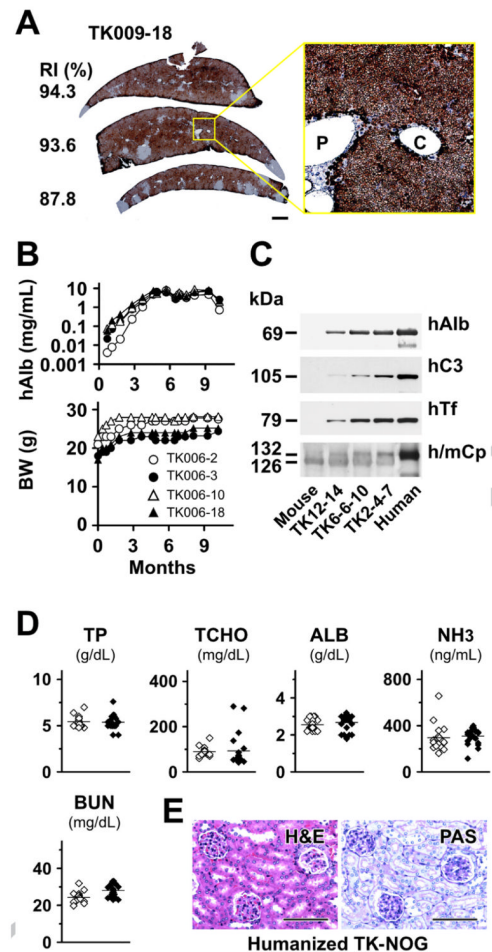 A
TK009-18
RI (%)
94.3
93.6
87.8
P
C
B
hAlb (mg/mL)
10
1
0.1
0.01
0.001
0 3 6 9
BW (g)
30
20
10
0
TK006-2
TK006-3
TK006-10
TK006-18
0 3 6 9
Months
C
kDa
69
hAlb
105
hC3
79
hTf
132
126
h/mCp
Mouse
TK12-14
TK6-6-10
TK2-4-7
Human
D
TP
(g/dL)
10
5
0
TCHO
(mg/dL)
400
200
0
ALB
(g/dL)
4
2
0
NH3
(ng/mL)
800
400
0
BUN
(mg/dL)
40
20
0
E
H&E
PAS
Humanized TK-NOG